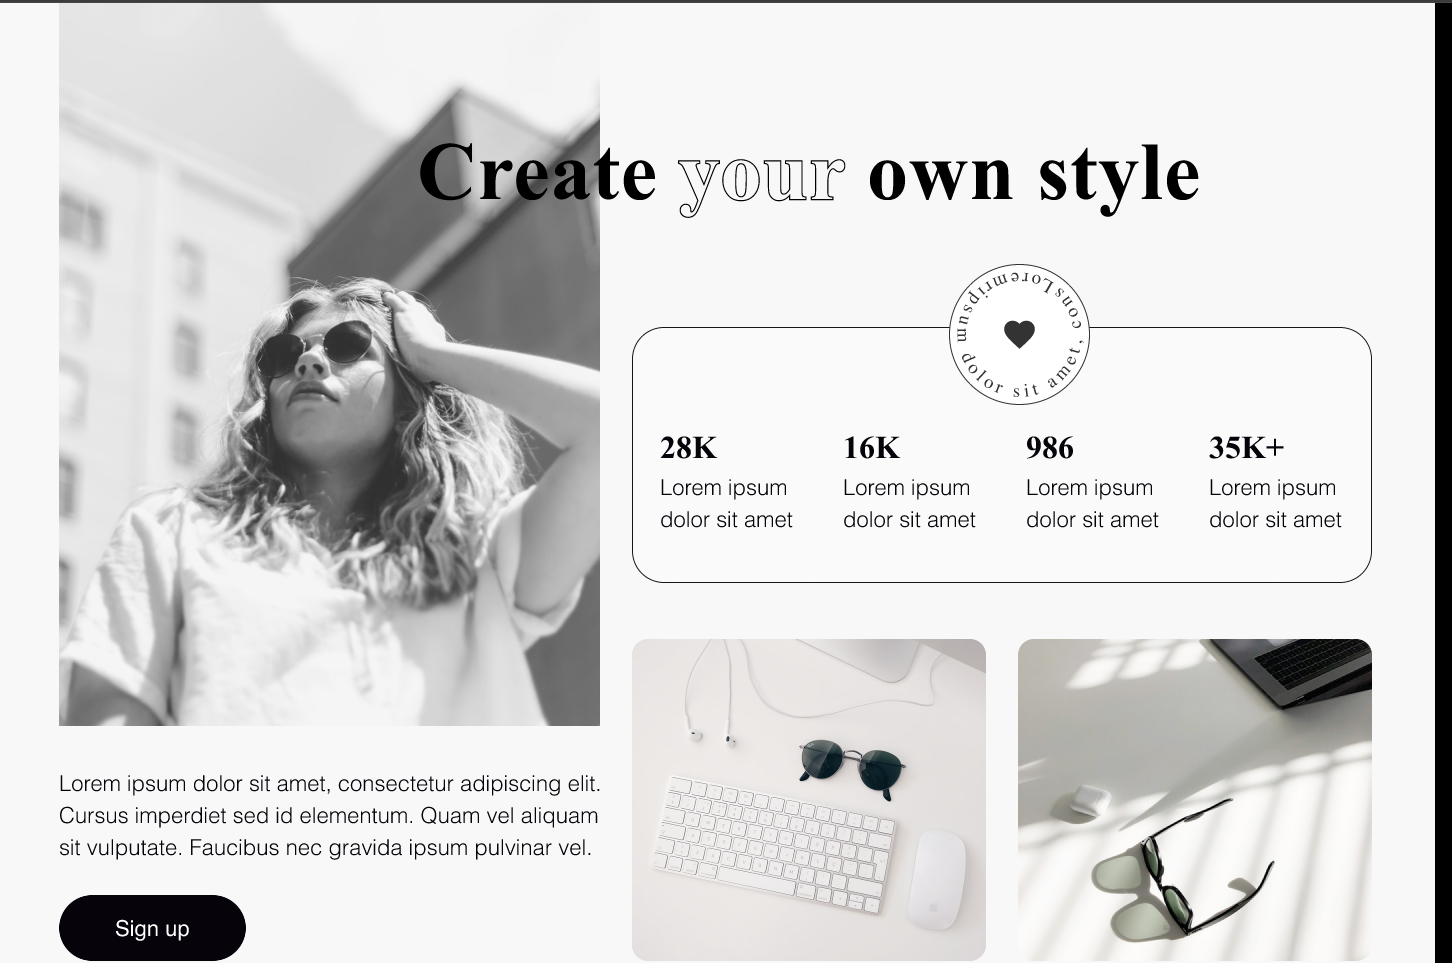 Create your own style
Loremripsum dolor sit amet, cons
28K
Lorem ipsum
dolor sit amet
16K
Lorem ipsum
dolor sit amet
986
Lorem ipsum
dolor sit amet
35K+
Lorem ipsum
dolor sit amet
Lorem ipsum dolor sit amet, consectetur adipiscing elit.
Cursus imperdiet sed id elementum. Quam vel aliquam
sit vulputate. Faucibus nec gravida ipsum pulvinar vel.
Sign up